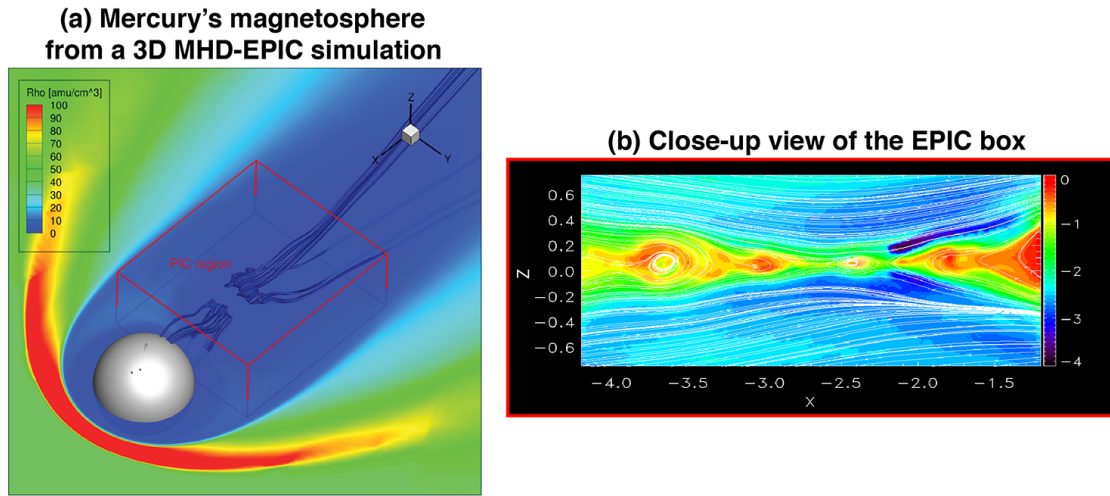 (a) Mercury's magnetosphere
from a 3D MHD-EPIC simulation
Rho [amu/cm^3]
100
90
80
70
60
50
40
30
20
10
0
Z
X
Y
PIC region
(b) Close-up view of the EPIC box
0.6
0.4
0.2
0.0
−0.2
−0.4
−0.6
Z
0
−1
−2
−3
−4
−4.0 −3.5 −3.0 −2.5 −2.0 −1.5
X